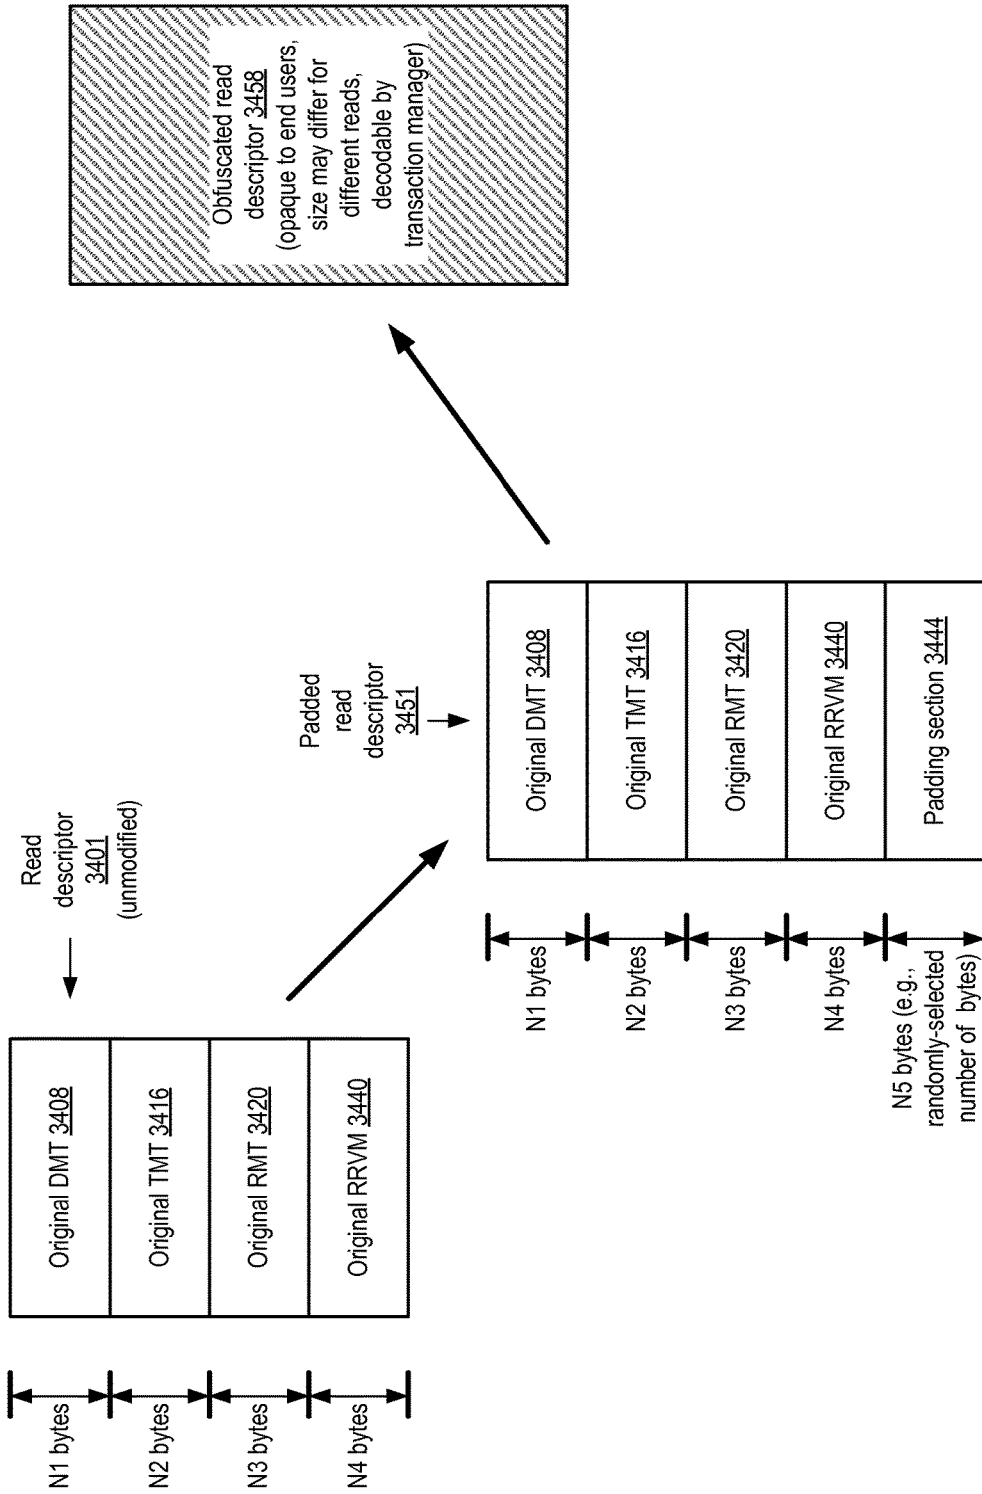 Read
descriptor
3401
(unmodified)
N1 bytes
N2 bytes
N3 bytes
N4 bytes
Original DMT 3408
Original TMT 3416
Original RMT 3420
Original RRVM 3440
Padded
read
descriptor
3451
N1 bytes
N2 bytes
N3 bytes
N4 bytes
N5 bytes (e.g.,
randomly-selected
number of bytes)
Original DMT 3408
Original TMT 3416
Original RMT 3420
Original RRVM 3440
Padding section 3444
Obfuscated read
descriptor 3458
(opaque to end users,
size may differ for
different reads,
decodable by
transaction manager)